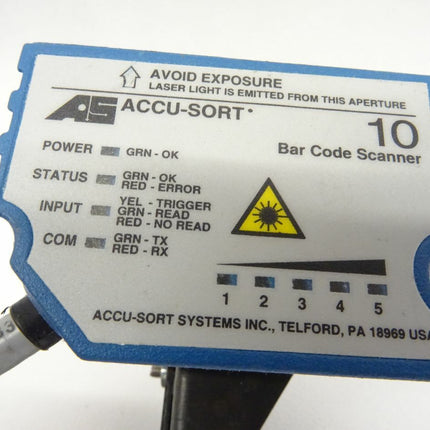 AVOID EXPOSURE
LASER LIGHT IS EMITTED FROM THIS APERTURE
AS ACCU-SORT
10
Bar Code Scanner
POWER GRN - OK
STATUS GRN - OK
RED - ERROR
INPUT YEL - TRIGGER
GRN - READ
RED - NO READ
COM GRN - TX
RED - RX
1 2 3 4 5
ACCU-SORT SYSTEMS INC., TELFORD, PA 18969 USA